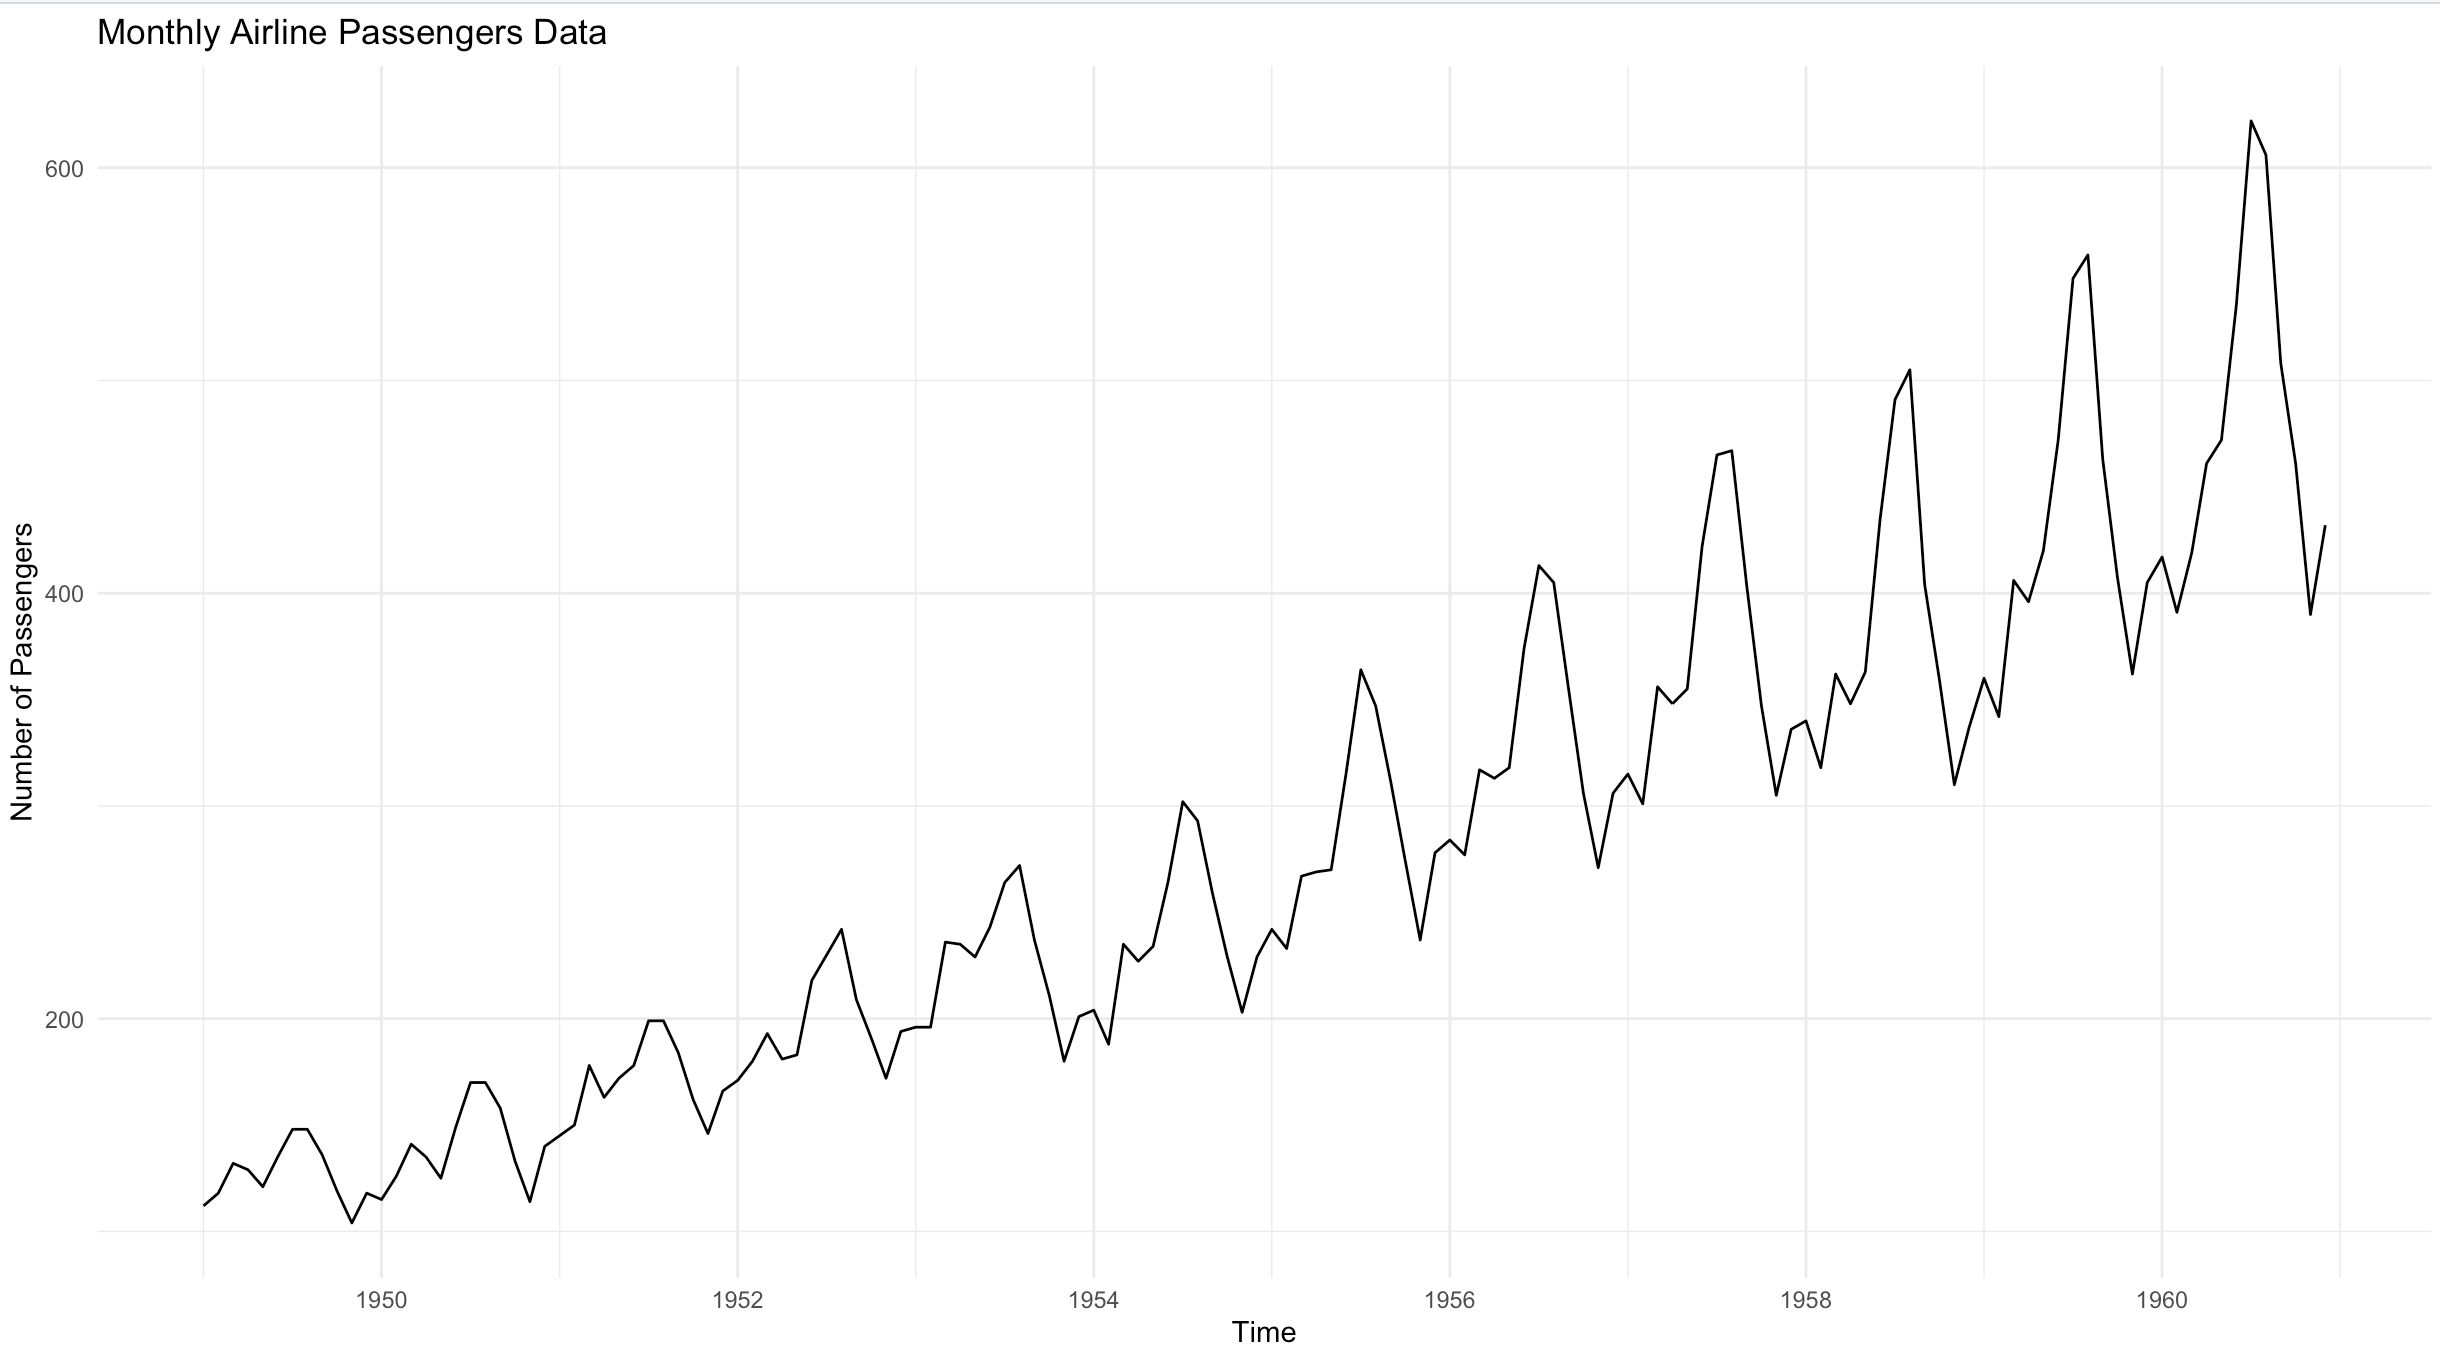 Monthly Airline Passengers Data
Number of Passengers
600
400
200
1950 1952 1954 1956 1958 1960
Time